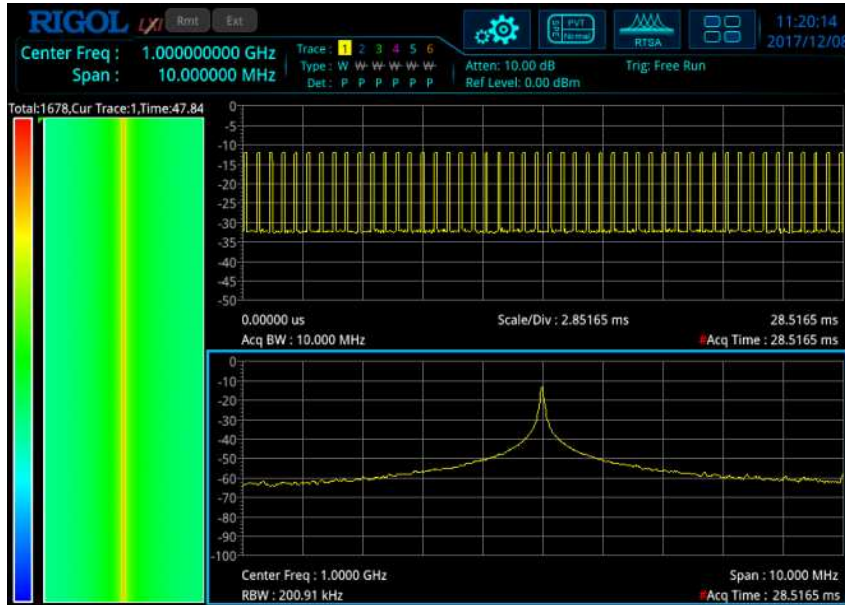 RIGOL LXI Rmt Ext
Center Freq : 1.000000000 GHz
Span : 10.000000 MHz
Trace : 1 2 3 4 5 6
Type : W W W W W W
Det : P P P P P P
SPE PVT Normal
RTSA
11:20:14
2017/12/08
Atten: 10.00 dB
Trig: Free Run
Ref Level: 0.00 dBm
Total:1678,Cur Trace:1,Time:47.84
0
-5
-10
-15
-20
-25
-30
-35
-40
-45
-50
0.00000 us Scale/Div : 2.85165 ms 28.5165 ms
Acq BW : 10.000 MHz #Acq Time : 28.5165 ms
0
-10
-20
-30
-40
-50
-60
-70
-80
-90
-100
Center Freq : 1.0000 GHz Span : 10.000 MHz
RBW : 200.91 kHz #Acq Time : 28.5165 ms